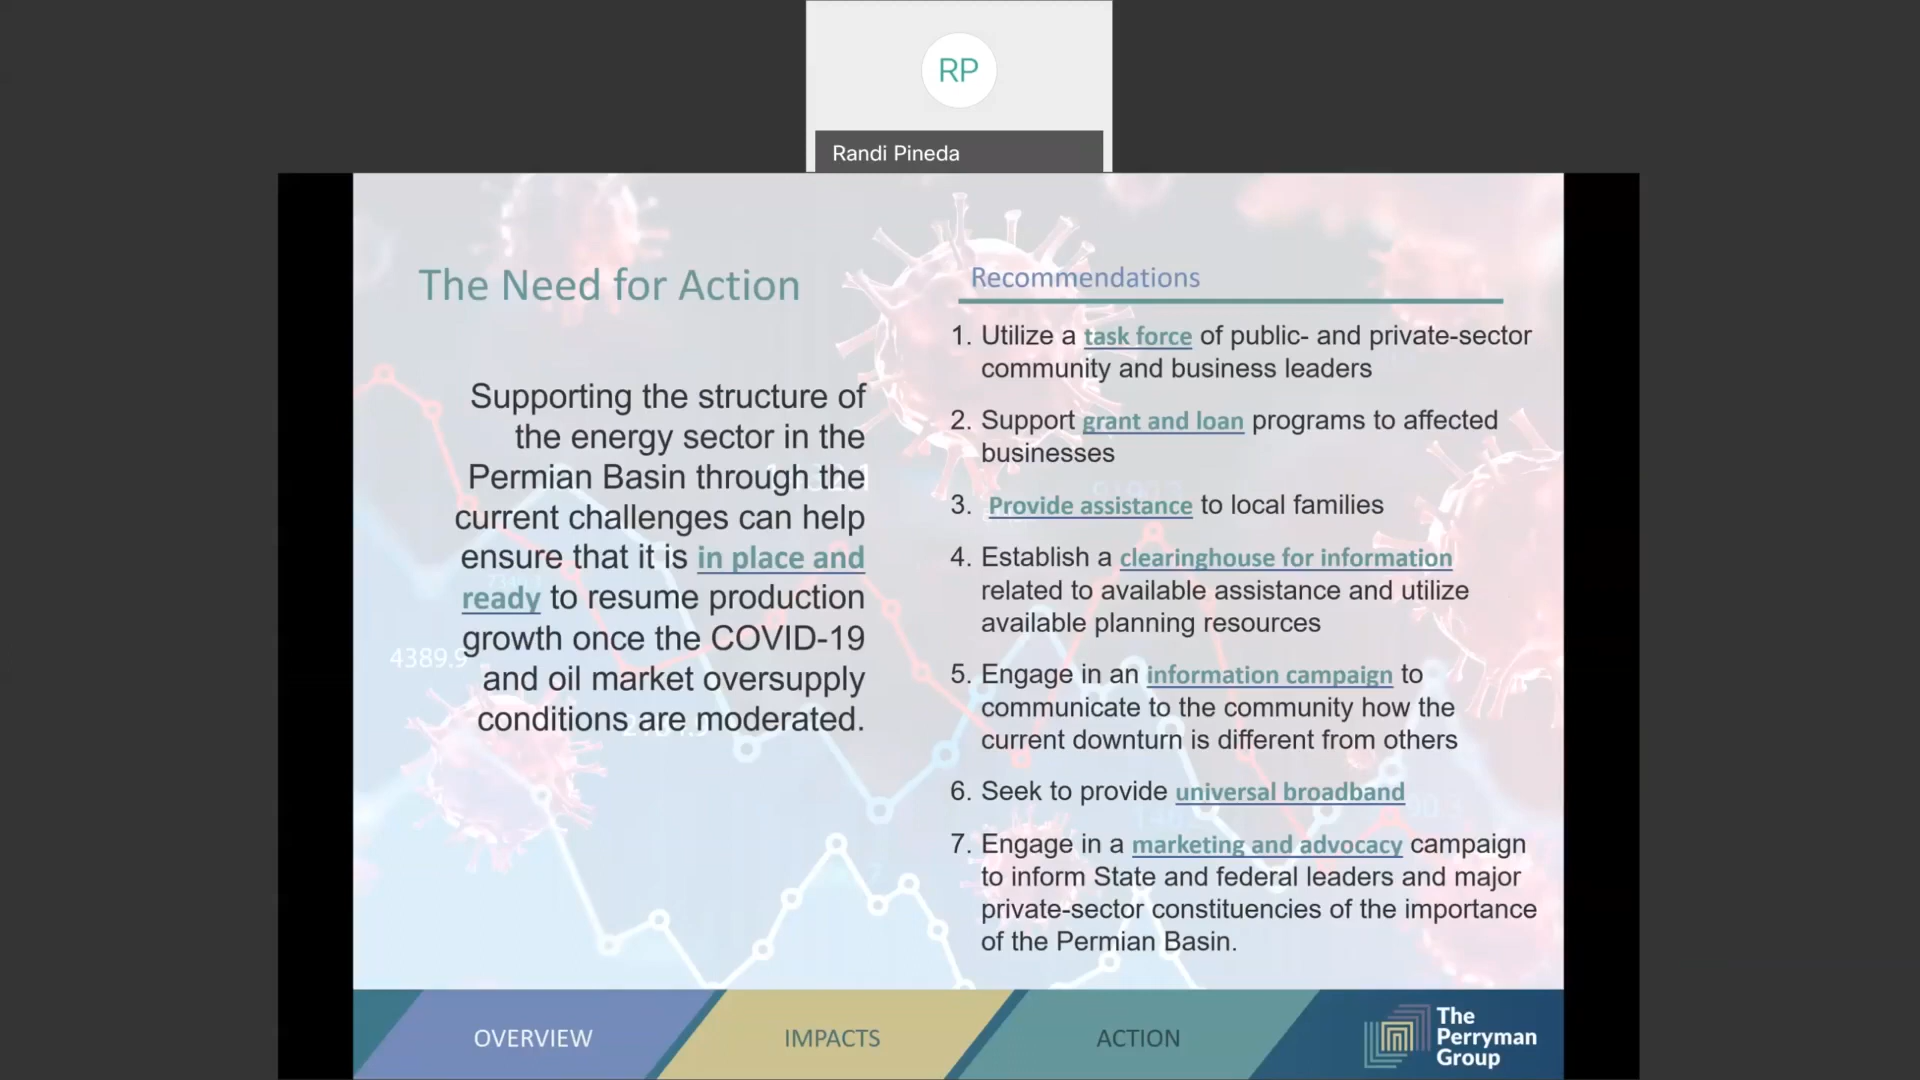 RP
Randi Pineda
The Need for Action
Supporting the structure of
the energy sector in the
Permian Basin through the
current challenges can help
ensure that it is in place and
ready to resume production
growth once the COVID-19
and oil market oversupply
conditions are moderated.
4389.9
Recommendations
1. Utilize a task force of public- and private-sector
community and business leaders
2. Support grant and loan programs to affected
businesses
3. Provide assistance to local families
4. Establish a clearinghouse for information
related to available assistance and utilize
available planning resources
5. Engage in an information campaign to
communicate to the community how the
current downturn is different from others
6. Seek to provide universal broadband
7. Engage in a marketing and advocacy campaign
to inform State and federal leaders and major
private-sector constituencies of the importance
of the Permian Basin.
OVERVIEW
IMPACTS
ACTION
The
Perryman
Group